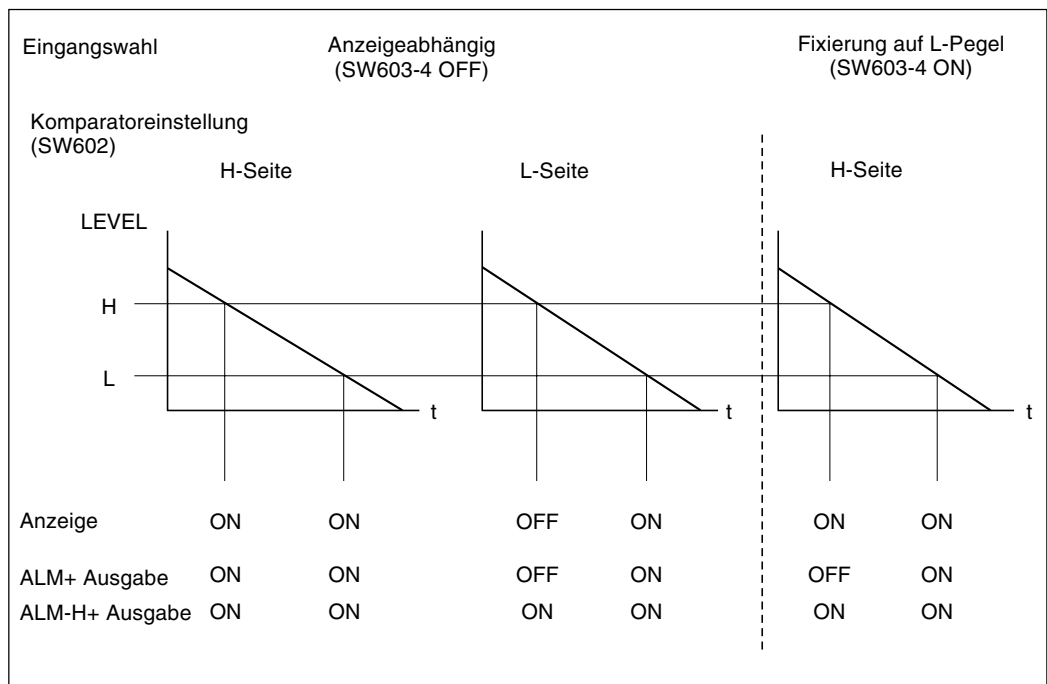 Eingangswahl Anzeigeabhängig Fixierung auf L-Pegel
(SW603-4 OFF) (SW603-4 ON)
Komparatoreinstellung
(SW602)
H-Seite L-Seite H-Seite
LEVEL
H
L
t t t
Anzeige ON ON OFF ON ON ON
ALM+ Ausgabe ON ON OFF ON OFF ON
ALM-H+ Ausgabe ON ON ON ON ON ON